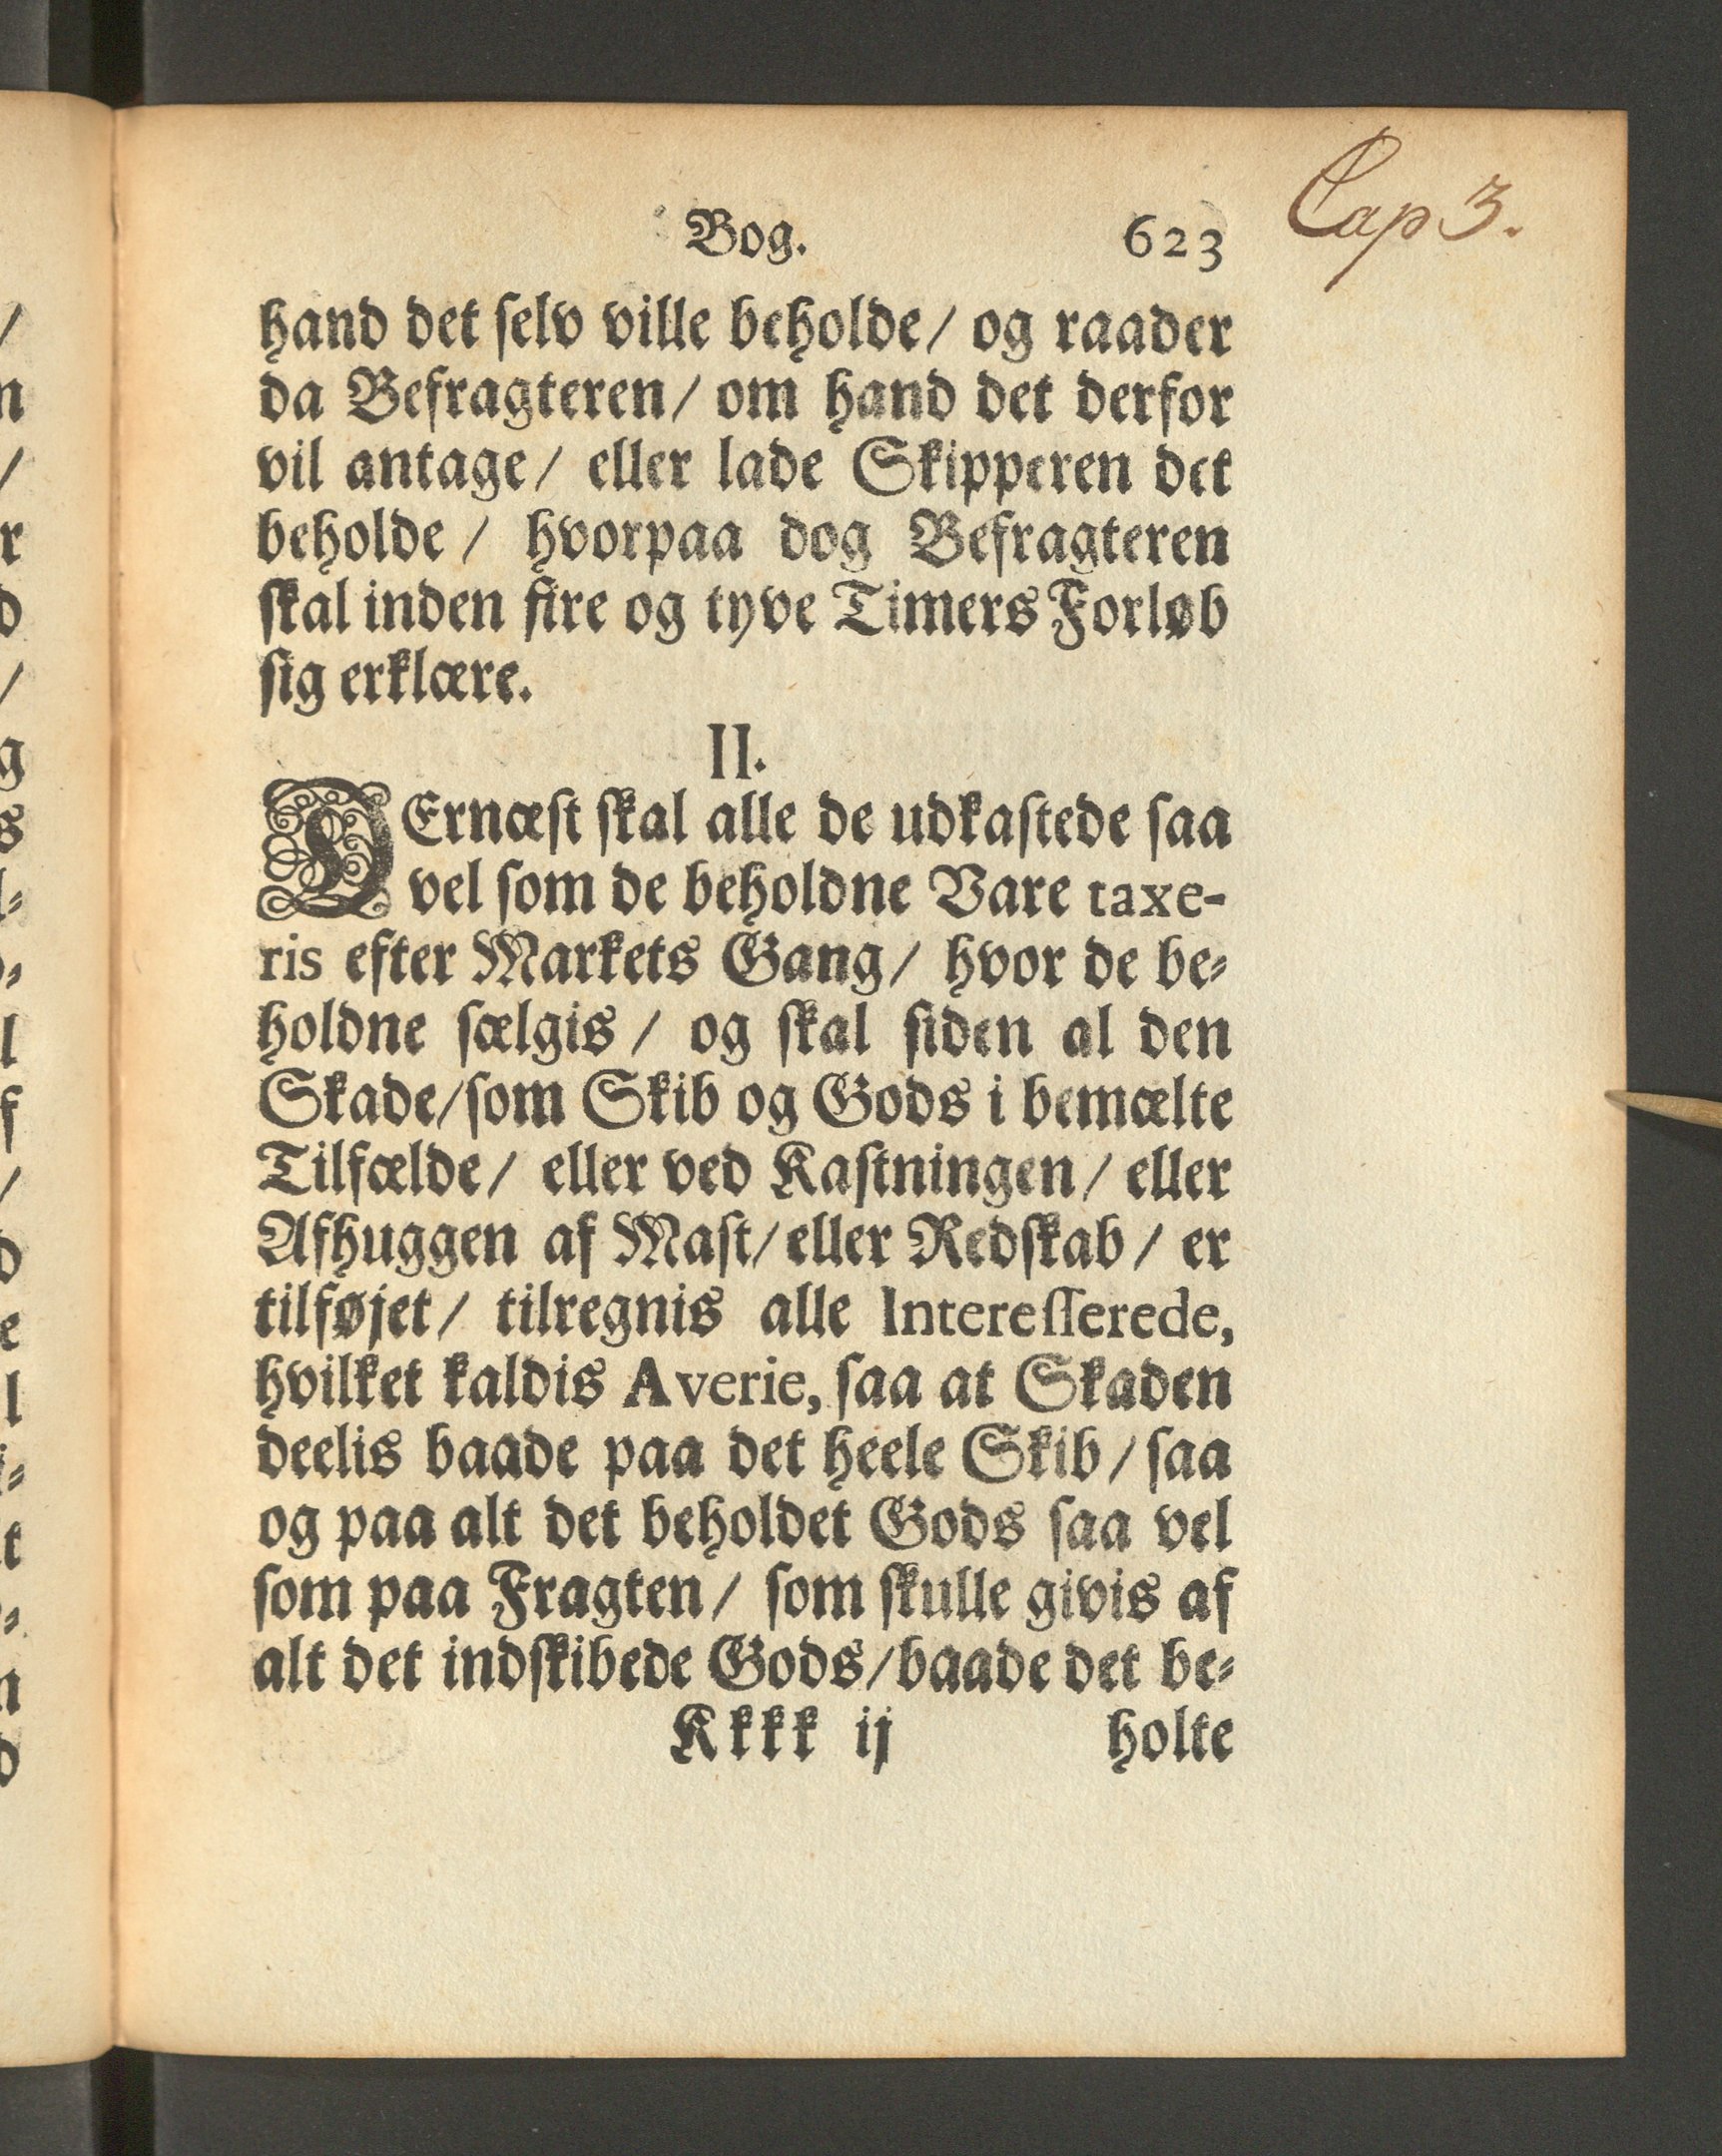 Bog. 623 Cap 3.
hand det ſelv ville beholde/ og raader
da Befragteren/ om hand det derfor
vil antage/ eller lade Skipperen det
beholde / hvorpaa dog Befragteren
ſkal inden fire og tyve Timers Forløb
ſig erklære.
II.
DErnæſt ſkal alle de udkaſtede ſaa
vel ſom de beholdne Vare taxe-
ris efter Markets Gang/ hvor de be-
holdne ſælgis / og ſkal ſiden al den
Skade/ſom Skib og Gods i bemælte
Tilfælde/ eller ved Kaſtningen/ eller
Afhuggen af Maſt/ eller Redſkab / er
tilføjet/ tilregnis alle Intereſſerede,
hvilket kaldis Averie, ſaa at Skaden
deelis baade paa det heele Skib / ſaa
og paa alt det beholdet Gods ſaa vel
ſom paa Fragten/ ſom ſkulle givis af
alt det indſkibede Gods/baade det be-
Kkkk ij holte